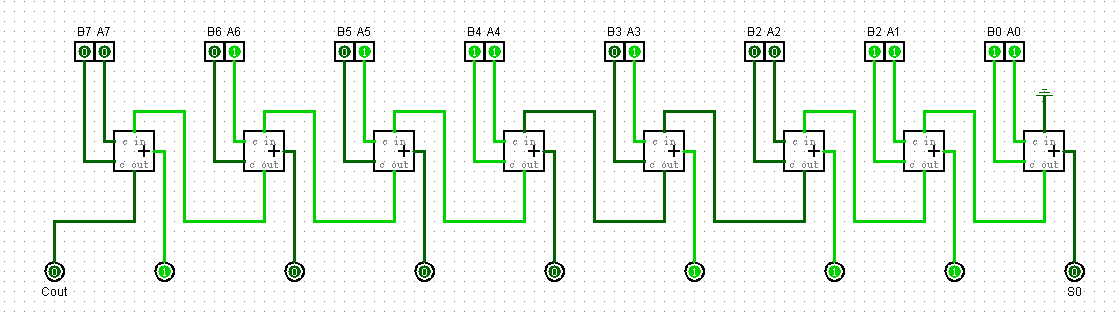 B7 A7 B6 A6 B5 A5 B4 A4 B3 A3 B2 A2 B2 A1 B0 A0
0 0 0 1 0 1 1 1 0 1 0 0 1 1 1 1
c in c in c in c in c in c in c in c in
+ + + + + + + +
c out c out c out c out c out c out c out c out
0 1 0 0 0 1 1 1 0
Cout S0